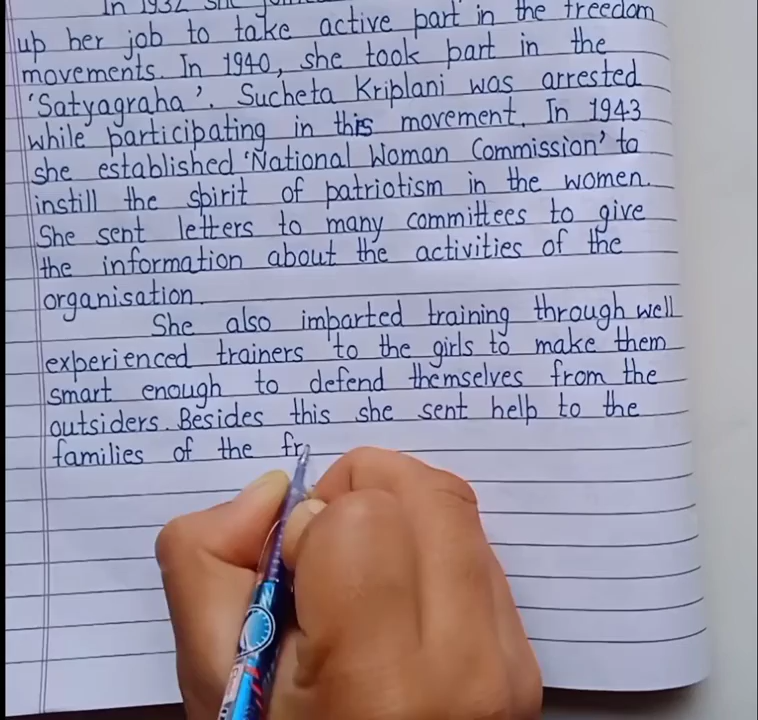 In 1932 she
up her job to take active part in the freedom
movements. In 1940, she took part in the
'Satyagraha'. Sucheta Kriplani was arrested
while participating in this movement. In 1943
she established 'National Woman Commission' to
instill the spirit of patriotism in the women.
She sent letters to many committees to give
the information about the activities of the
organisation.
She also imparted training through well
experienced trainers to the girls to make them
smart enough to defend themselves from the
outsiders. Besides this she sent help to the
families of the fr